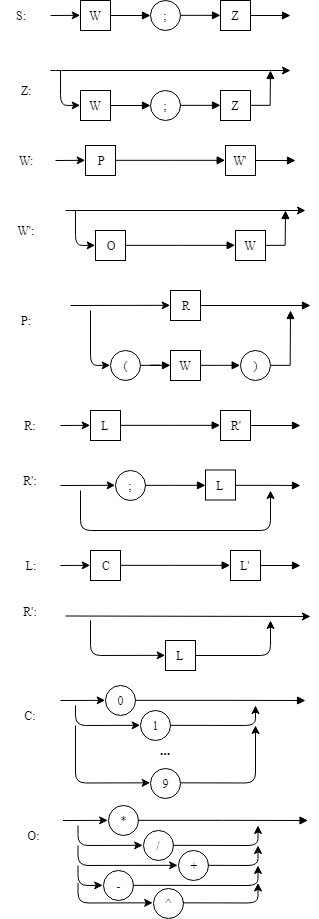 S: W ; Z
Z:
W ; Z
W: P W'
W':
O W
R
P:
( W )
R: L R'
R': ; L
L: C L'
R':
L
0
C: 1
...
9
*
O: /
+
-
^